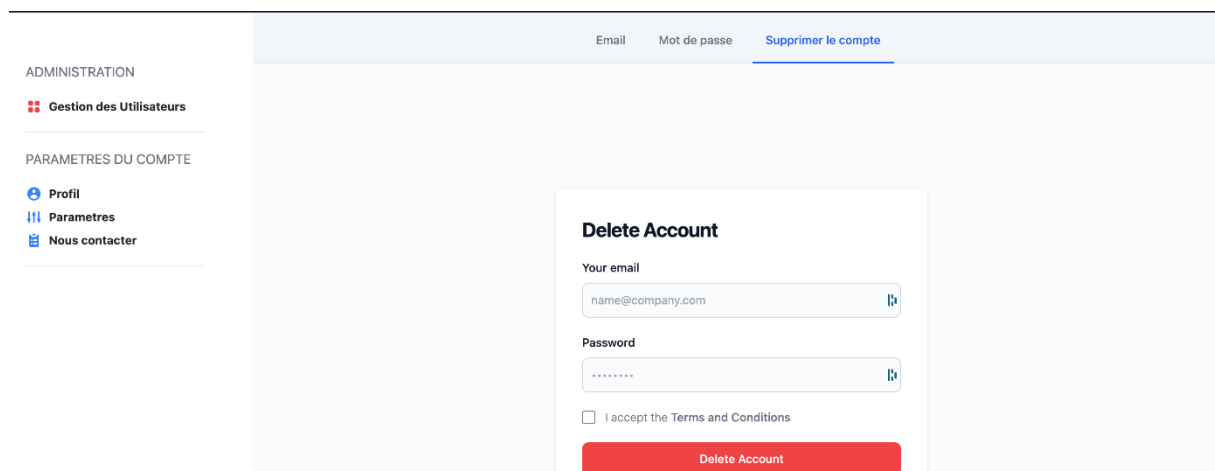 Email
Mot de passe
Supprimer le compte
ADMINISTRATION
Gestion des Utilisateurs
PARAMETRES DU COMPTE
Profil
Parametres
Nous contacter
Delete Account
Your email
name@company.com
Password
••••••••
I accept the Terms and Conditions
Delete Account